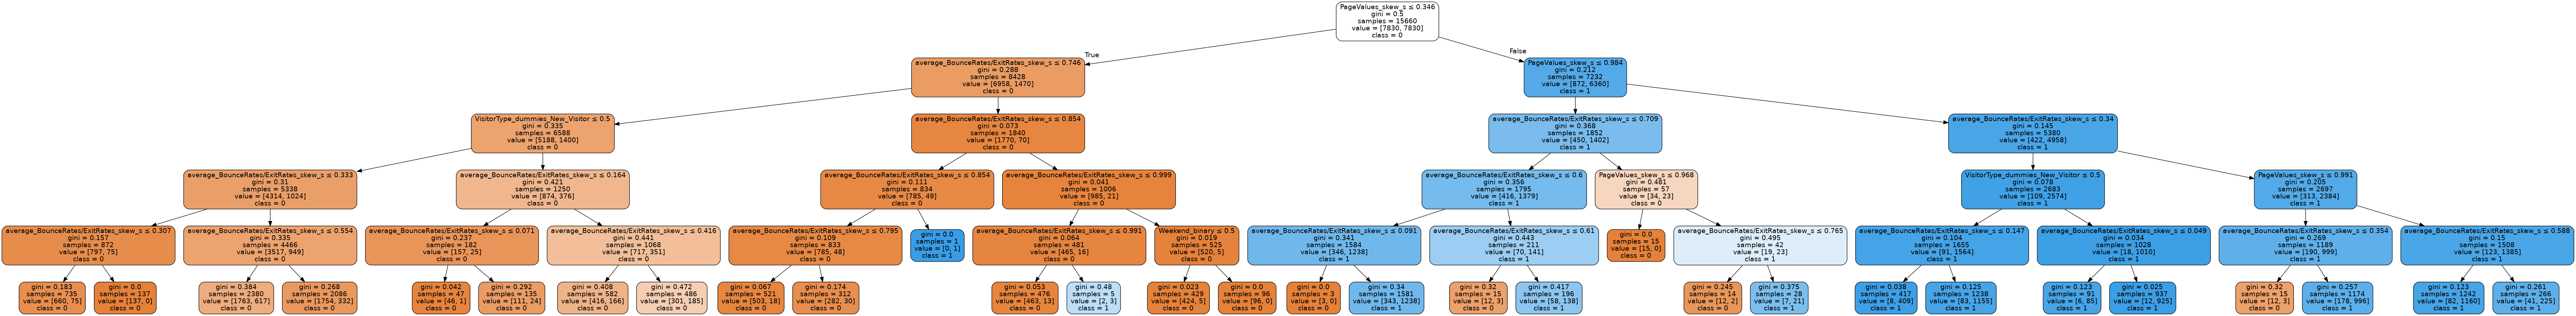 PageValues_skew_s ≤ 0.346
gini = 0.5
samples = 15660
value = [7830, 7830]
class = 0
True
False
average_BounceRates/ExitRates_skew_s ≤ 0.746
gini = 0.288
samples = 8428
value = [6958, 1470]
class = 0
PageValues_skew_s ≤ 0.984
gini = 0.212
samples = 7232
value = [872, 6360]
class = 1
VisitorType_dummies_New_Visitor ≤ 0.5
gini = 0.335
samples = 6588
value = [5188, 1400]
class = 0
average_BounceRates/ExitRates_skew_s ≤ 0.854
gini = 0.073
samples = 1840
value = [1770, 70]
class = 0
average_BounceRates/ExitRates_skew_s ≤ 0.709
gini = 0.368
samples = 1852
value = [450, 1402]
class = 1
average_BounceRates/ExitRates_skew_s ≤ 0.34
gini = 0.145
samples = 5380
value = [422, 4958]
class = 1
average_BounceRates/ExitRates_skew_s ≤ 0.333
gini = 0.31
samples = 5338
value = [4314, 1024]
class = 0
average_BounceRates/ExitRates_skew_s ≤ 0.164
gini = 0.421
samples = 1250
value = [874, 376]
class = 0
average_BounceRates/ExitRates_skew_s ≤ 0.854
gini = 0.111
samples = 834
value = [785, 49]
class = 0
average_BounceRates/ExitRates_skew_s ≤ 0.999
gini = 0.041
samples = 1006
value = [985, 21]
class = 0
average_BounceRates/ExitRates_skew_s ≤ 0.6
gini = 0.356
samples = 1795
value = [416, 1379]
class = 1
PageValues_skew_s ≤ 0.968
gini = 0.481
samples = 57
value = [34, 23]
class = 0
VisitorType_dummies_New_Visitor ≤ 0.5
gini = 0.078
samples = 2683
value = [109, 2574]
class = 1
PageValues_skew_s ≤ 0.991
gini = 0.205
samples = 2697
value = [313, 2384]
class = 1
average_BounceRates/ExitRates_skew_s ≤ 0.307
gini = 0.157
samples = 872
value = [797, 75]
class = 0
average_BounceRates/ExitRates_skew_s ≤ 0.554
gini = 0.335
samples = 4466
value = [3517, 949]
class = 0
average_BounceRates/ExitRates_skew_s ≤ 0.071
gini = 0.237
samples = 182
value = [157, 25]
class = 0
average_BounceRates/ExitRates_skew_s ≤ 0.416
gini = 0.441
samples = 1068
value = [717, 351]
class = 0
average_BounceRates/ExitRates_skew_s ≤ 0.795
gini = 0.109
samples = 833
value = [785, 48]
class = 0
gini = 0.0
samples = 1
value = [0, 1]
class = 1
average_BounceRates/ExitRates_skew_s ≤ 0.991
gini = 0.064
samples = 481
value = [465, 16]
class = 0
Weekend_binary ≤ 0.5
gini = 0.019
samples = 525
value = [520, 5]
class = 0
average_BounceRates/ExitRates_skew_s ≤ 0.091
gini = 0.341
samples = 1584
value = [346, 1238]
class = 1
average_BounceRates/ExitRates_skew_s ≤ 0.61
gini = 0.443
samples = 211
value = [70, 141]
class = 1
gini = 0.0
samples = 15
value = [15, 0]
class = 0
average_BounceRates/ExitRates_skew_s ≤ 0.765
gini = 0.495
samples = 42
value = [19, 23]
class = 1
average_BounceRates/ExitRates_skew_s ≤ 0.147
gini = 0.104
samples = 1655
value = [91, 1564]
class = 1
average_BounceRates/ExitRates_skew_s ≤ 0.049
gini = 0.034
samples = 1028
value = [18, 1010]
class = 1
average_BounceRates/ExitRates_skew_s ≤ 0.354
gini = 0.269
samples = 1189
value = [190, 999]
class = 1
average_BounceRates/ExitRates_skew_s ≤ 0.588
gini = 0.15
samples = 1508
value = [123, 1385]
class = 1
gini = 0.183
samples = 735
value = [660, 75]
class = 0
gini = 0.0
samples = 137
value = [137, 0]
class = 0
gini = 0.384
samples = 2380
value = [1763, 617]
class = 0
gini = 0.268
samples = 2086
value = [1754, 332]
class = 0
gini = 0.042
samples = 47
value = [46, 1]
class = 0
gini = 0.292
samples = 135
value = [111, 24]
class = 0
gini = 0.408
samples = 582
value = [416, 166]
class = 0
gini = 0.472
samples = 486
value = [301, 185]
class = 0
gini = 0.067
samples = 521
value = [503, 18]
class = 0
gini = 0.174
samples = 312
value = [282, 30]
class = 0
gini = 0.053
samples = 476
value = [463, 13]
class = 0
gini = 0.48
samples = 5
value = [2, 3]
class = 1
gini = 0.023
samples = 429
value = [424, 5]
class = 0
gini = 0.0
samples = 96
value = [96, 0]
class = 0
gini = 0.0
samples = 3
value = [3, 0]
class = 0
gini = 0.34
samples = 1581
value = [343, 1238]
class = 1
gini = 0.32
samples = 15
value = [12, 3]
class = 0
gini = 0.417
samples = 196
value = [58, 138]
class = 1
gini = 0.245
samples = 14
value = [12, 2]
class = 0
gini = 0.375
samples = 28
value = [7, 21]
class = 1
gini = 0.038
samples = 417
value = [8, 409]
class = 1
gini = 0.125
samples = 1238
value = [83, 1155]
class = 1
gini = 0.123
samples = 91
value = [6, 85]
class = 1
gini = 0.025
samples = 937
value = [12, 925]
class = 1
gini = 0.32
samples = 15
value = [12, 3]
class = 0
gini = 0.257
samples = 1174
value = [178, 996]
class = 1
gini = 0.123
samples = 1242
value = [82, 1160]
class = 1
gini = 0.261
samples = 266
value = [41, 225]
class = 1